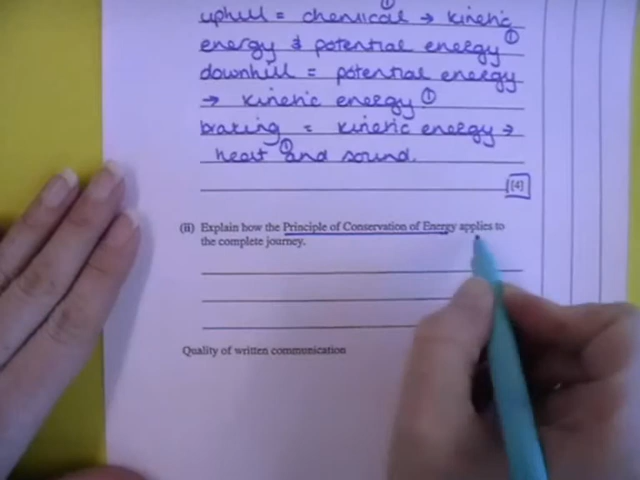 uphill = chemical → kinetic ①
energy & potential energy ①
downhill = potential energy
→ kinetic energy. ①
braking = kinetic energy →
heat ① and sound.
[4]
(ii) Explain how the Principle of Conservation of Energy applies to
the complete journey.
Quality of written communication